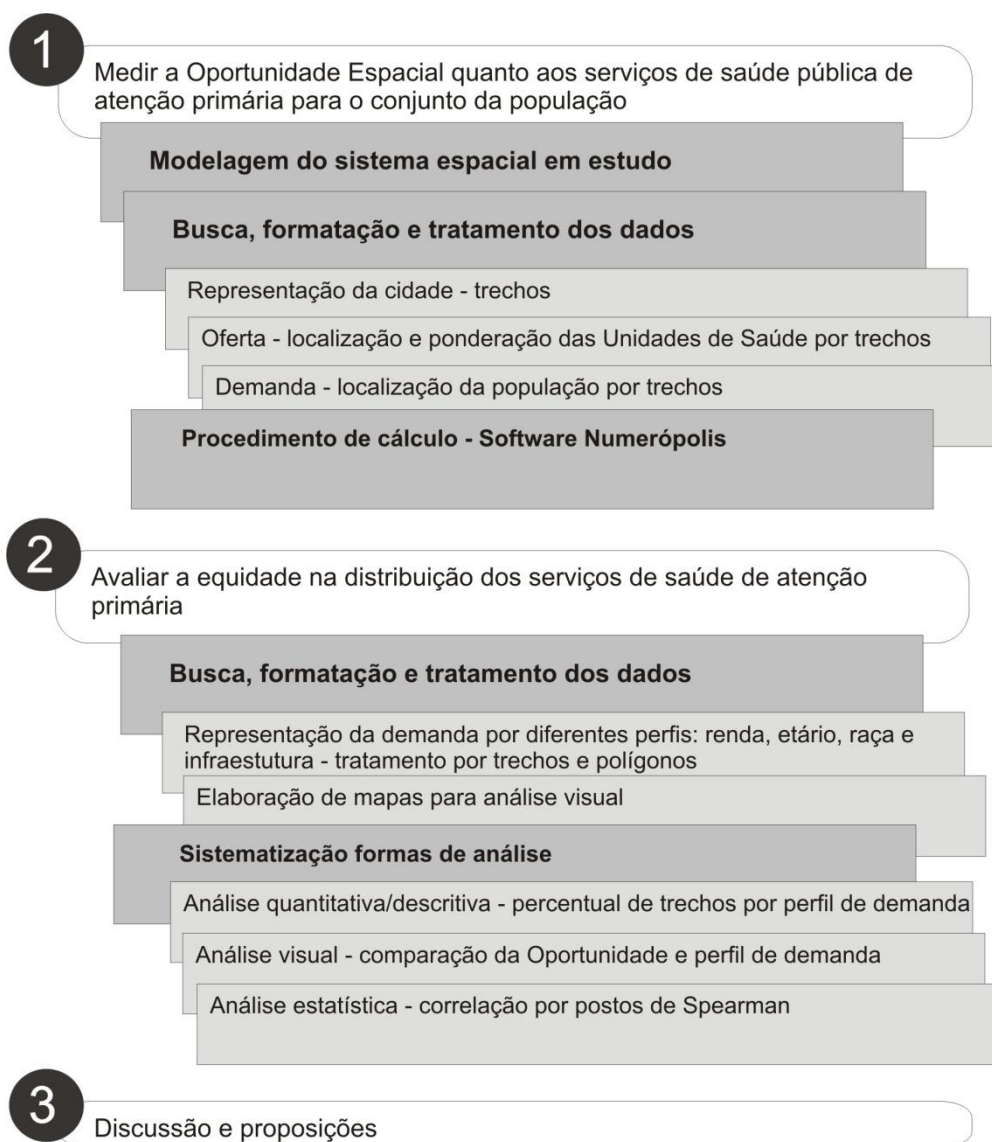 1
Medir a Oportunidade Espacial quanto aos serviços de saúde pública de
atenção primária para o conjunto da população
Modelagem do sistema espacial em estudo
Busca, formatação e tratamento dos dados
Representação da cidade - trechos
Oferta - localização e ponderação das Unidades de Saúde por trechos
Demanda - localização da população por trechos
Procedimento de cálculo - Software Numerópolis
2
Avaliar a equidade na distribuição dos serviços de saúde de atenção
primária
Busca, formatação e tratamento dos dados
Representação da demanda por diferentes perfis: renda, etário, raça e
infraestutura - tratamento por trechos e polígonos
Elaboração de mapas para análise visual
Sistematização formas de análise
Análise quantitativa/descritiva - percentual de trechos por perfil de demanda
Análise visual - comparação da Oportunidade e perfil de demanda
Análise estatística - correlação por postos de Spearman
3
Discussão e proposições